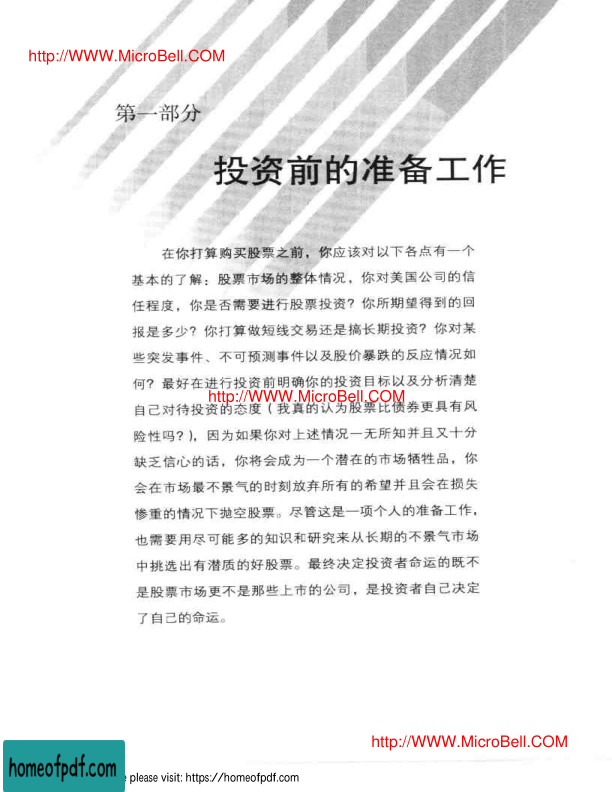 http://WWW.MicroBell.COM
第一部分
投资前的准备工作
在你打算购买股票之前，你应该对以下各点有一个
基本的了解：股票市场的整体情况，你对美国公司的信
任程度，你是否需要进行股票投资？你所期望得到的回
报是多少？你打算做短线交易还是搞长期投资？你对某
些突发事件、不可预测事件以及股价暴跌的反应情况如
何？最好在进行投资前明确你的投资目标以及分析清楚
http://WWW.MicroBell.COM
自己对待投资的态度（我真的认为股票比债券更具有风
险性吗？），因为如果你对上述情况一无所知并且又十分
缺乏信心的话，你将会成为一个潜在的市场牺牲品，你
会在市场最不景气的时刻放弃所有的希望并且会在损失
惨重的情况下抛空股票。尽管这是一项个人的准备工作，
也需要用尽可能多的知识和研究来从长期的不景气市场
中挑选出有潜质的好股票。最终决定投资者命运的既不
是股票市场更不是那些上市的公司，是投资者自己决定
了自己的命运。
http://WWW.MicroBell.COM
homeofpdf.com
please visit: https://homeofpdf.com